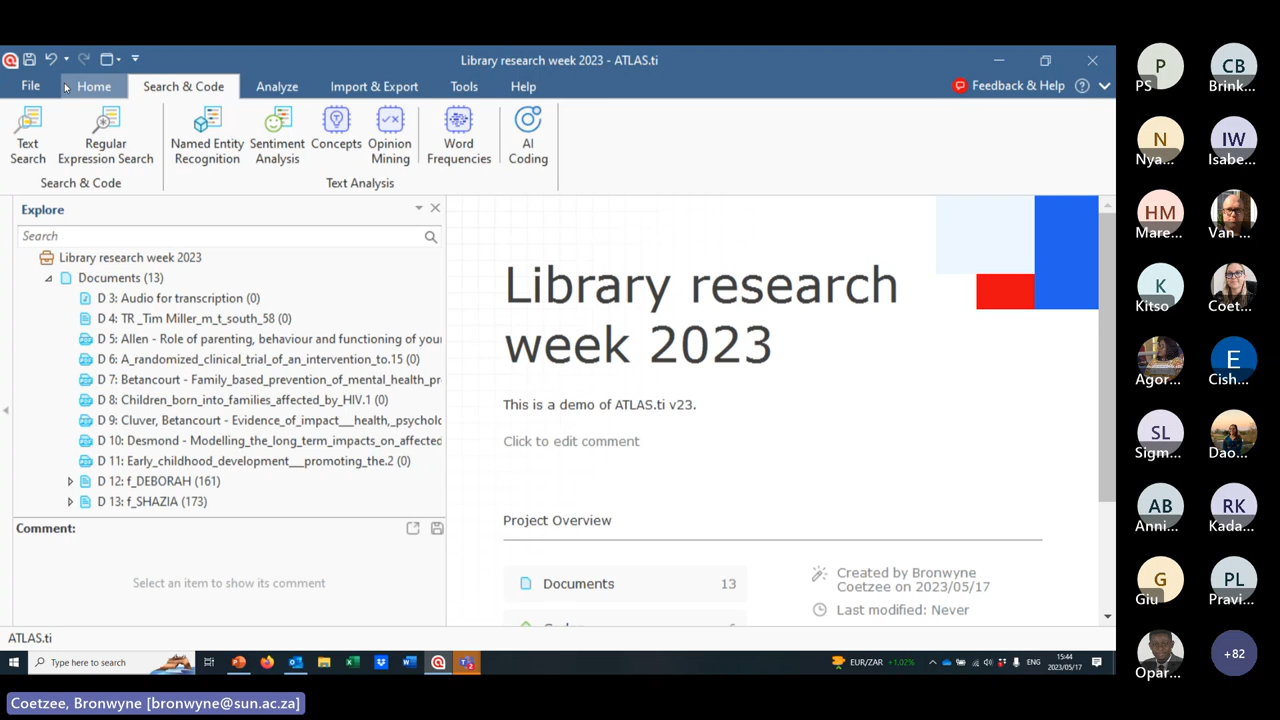 Library research week 2023 - ATLAS.ti
File
Home
Search & Code
Analyze
Import & Export
Tools
Help
Feedback & Help
Text
Search
Regular
Expression Search
Named Entity
Recognition
Sentiment
Analysis
Concepts
Opinion
Mining
Word
Frequencies
AI
Coding
Search & Code
Text Analysis
Explore
Search
Library research week 2023
Documents (13)
D 3: Audio for transcription (0)
D 4: TR _Tim Miller_m_t_south_58 (0)
D 5: Allen - Role of parenting, behaviour and functioning of your
D 6: A_randomized_clinical_trial_of_an_intervention_to.15 (0)
D 7: Betancourt - Family_based_prevention_of_mental_health_pr
D 8: Children_born_into_families_affected_by_HIV.1 (0)
D 9: Cluver, Betancourt - Evidence_of_impact__health,_psycholo
D 10: Desmond - Modelling_the_long_term_impacts_on_affected
D 11: Early_childhood_development__promoting_the.2 (0)
D 12: f_DEBORAH (161)
D 13: f_SHAZIA (173)
Comment:
Select an item to show its comment
Library research
week 2023
This is a demo of ATLAS.ti v23.
Click to edit comment
Project Overview
Documents 13
Created by Bronwyne
Coetzee on 2023/05/17
Last modified: Never
ATLAS.ti
Type here to search
EUR/ZAR +1,02%
ENG
15:44
2023/05/17
Coetzee, Bronwyne [bronwyne@sun.ac.za]
P
PS
CB
Brink...
N
Nya...
IW
Isabe...
HM
Mare...
Van ...
K
Kitso
Coet...
Agor...
E
Cish...
SL
Sigm...
Dao...
AB
Anni...
RK
Kada...
G
Giu
PL
Pravi...
Opar...
+82